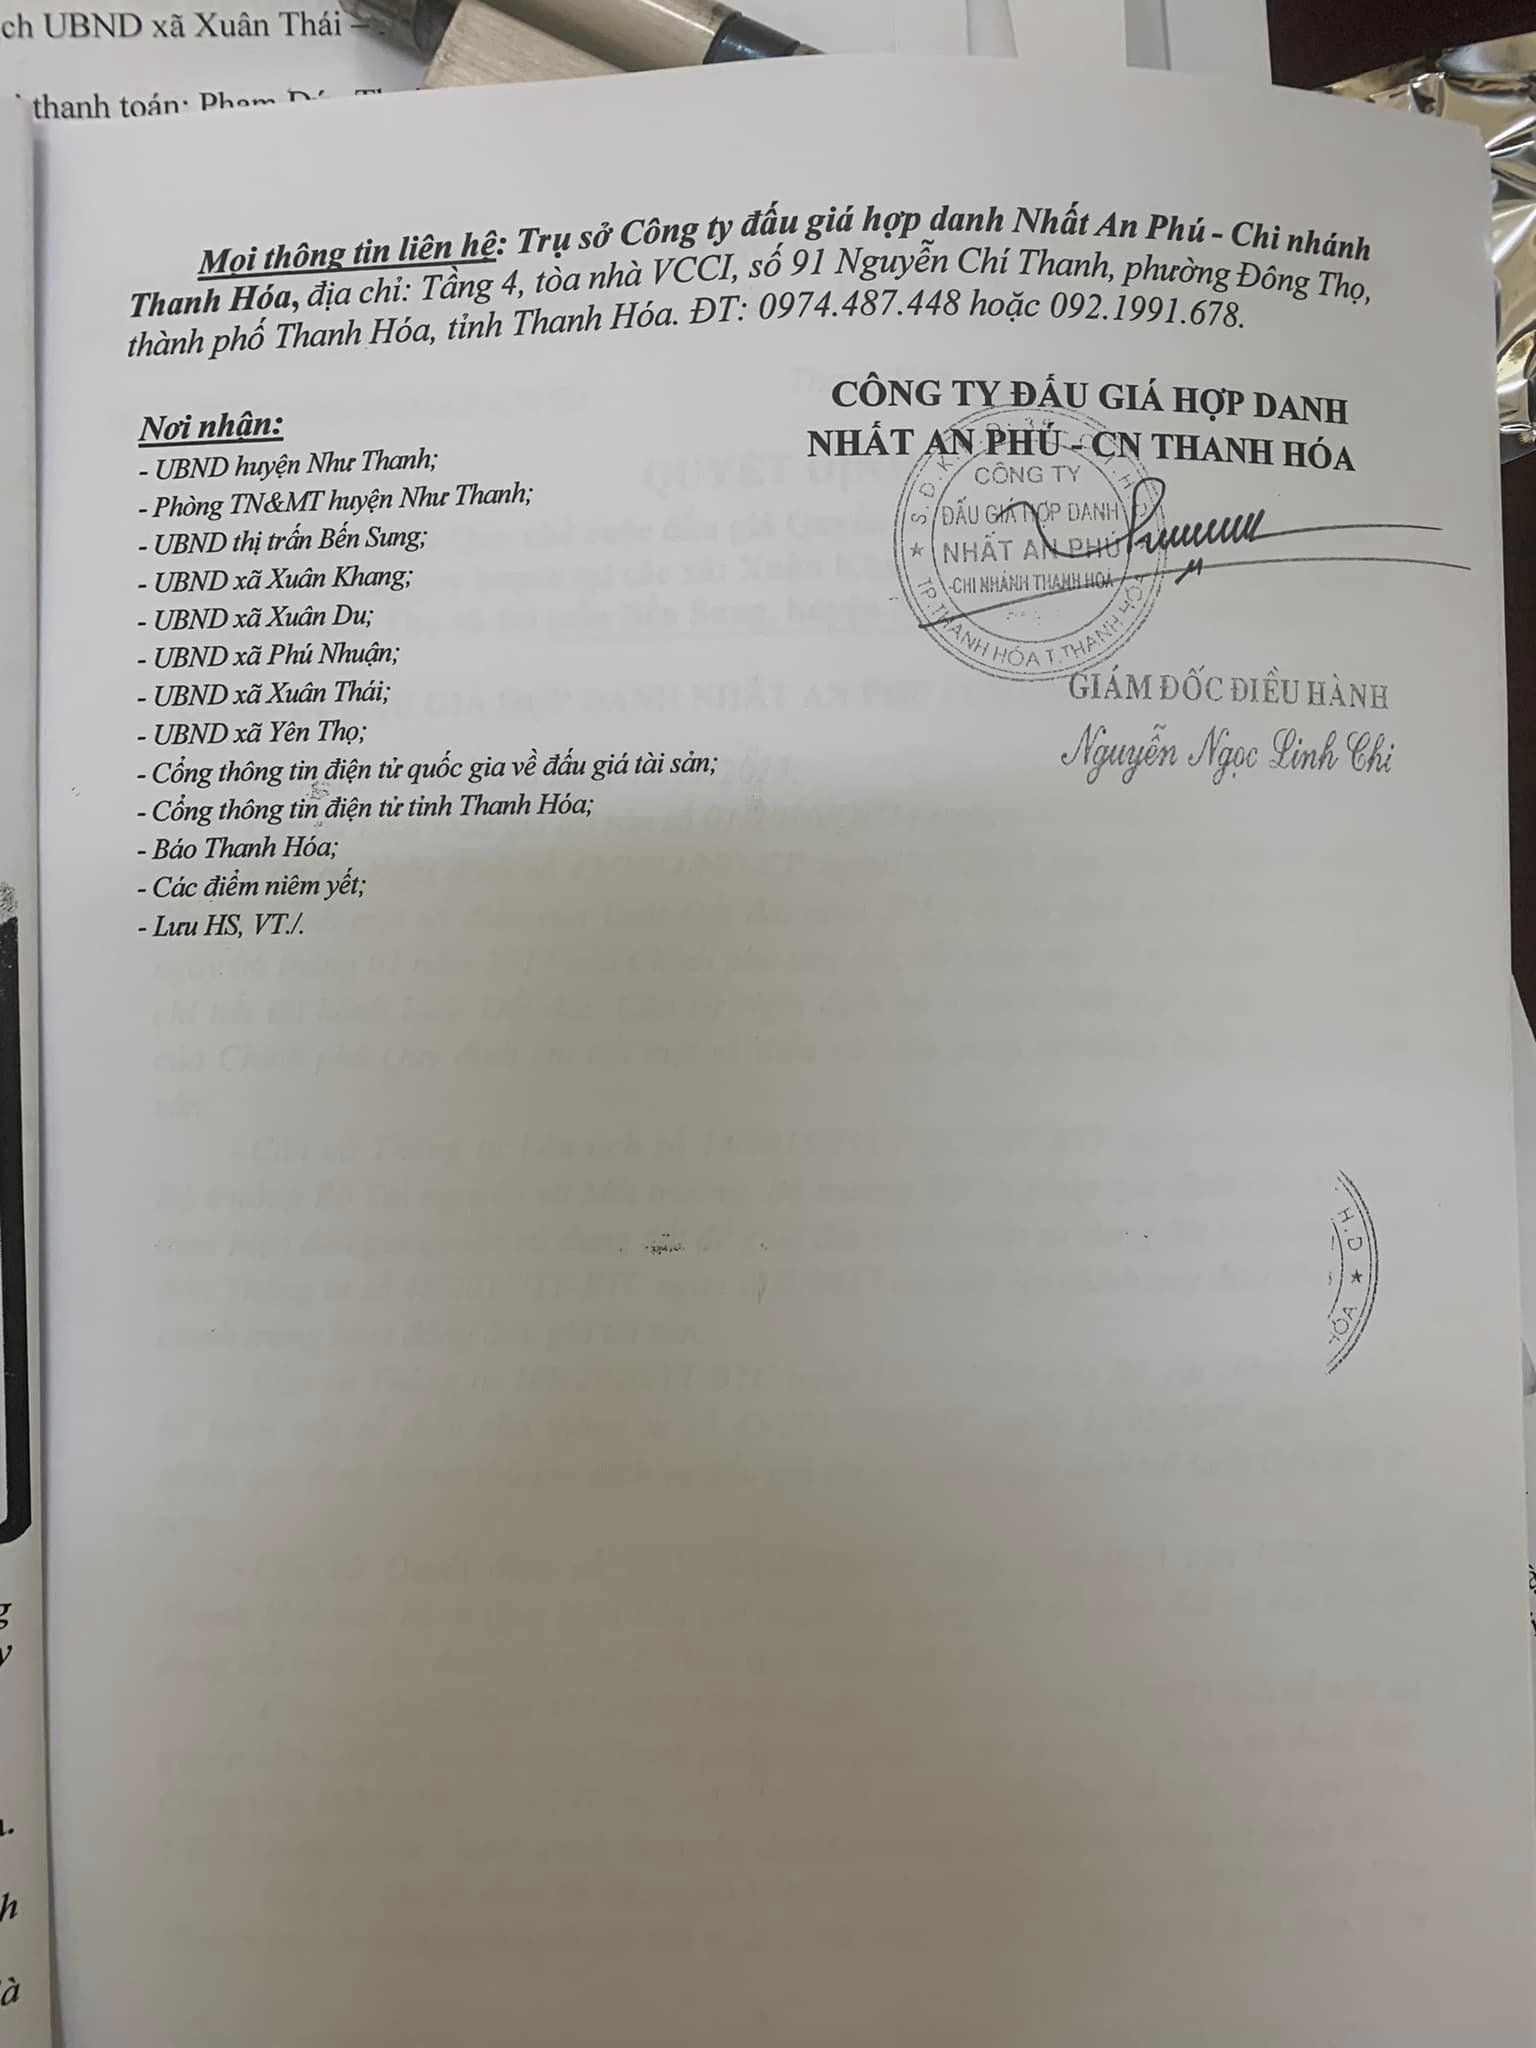 ch UBND xã Xuân Thái –
thanh toán: Phạm
Mọi thông tin liên hệ: Trụ sở Công ty đấu giá hợp danh Nhất An Phú - Chi nhánh
Thanh Hóa, địa chỉ: Tầng 4, tòa nhà VCCI, số 91 Nguyễn Chí Thanh, phường Đông Thọ,
thành phố Thanh Hóa, tỉnh Thanh Hóa. ĐT: 0974.487.448 hoặc 092.1991.678.
CÔNG TY ĐẤU GIÁ HỢP DANH
NHẤT AN PHÚ - CN THANH HÓA
CÔNG TY
ĐẤU GIÁ HỢP DANH
NHẤT AN PHÚ
-CHI NHÁNH THANH HOÁ
TP.THANH HÓA T.THANH HÓA
GIÁM ĐỐC ĐIỀU HÀNH
Nguyễn Ngọc Linh Chi
Nơi nhận:
- UBND huyện Như Thanh;
- Phòng TN&MT huyện Như Thanh;
- UBND thị trấn Bến Sung;
- UBND xã Xuân Khang;
- UBND xã Xuân Du;
- UBND xã Phú Nhuận;
- UBND xã Xuân Thái;
- UBND xã Yên Thọ;
- Cổng thông tin điện tử quốc gia về đấu giá tài sản;
- Cổng thông tin điện tử tỉnh Thanh Hóa;
- Báo Thanh Hóa;
- Các điểm niêm yết;
- Lưu HS, VT./.
H.D ★